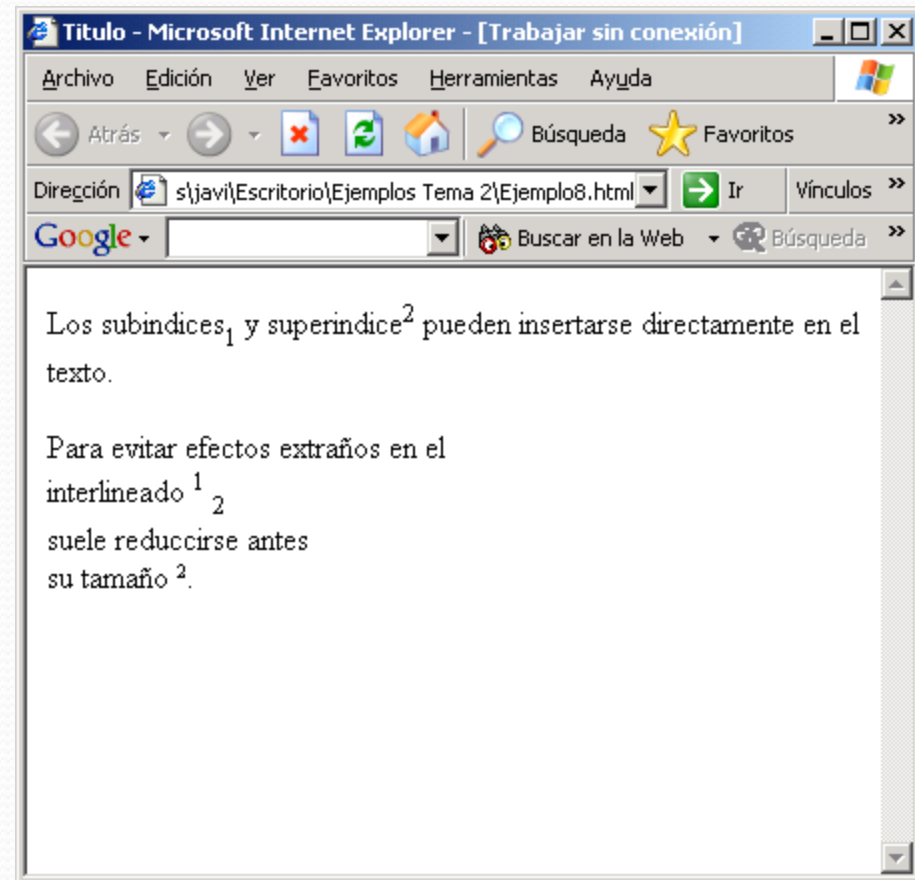 Titulo - Microsoft Internet Explorer - [Trabajar sin conexión]
Archivo Edición Ver Favoritos Herramientas Ayuda
Atrás Búsqueda Favoritos »
Dirección s\javi\Escritorio\Ejemplos Tema 2\Ejemplo8.html Ir Vínculos »
Google Buscar en la Web Búsqueda »
Los subindices₁ y superindice² pueden insertarse directamente en el
texto.
Para evitar efectos extraños en el
interlineado ¹ ₂
suele reduccirse antes
su tamaño ².